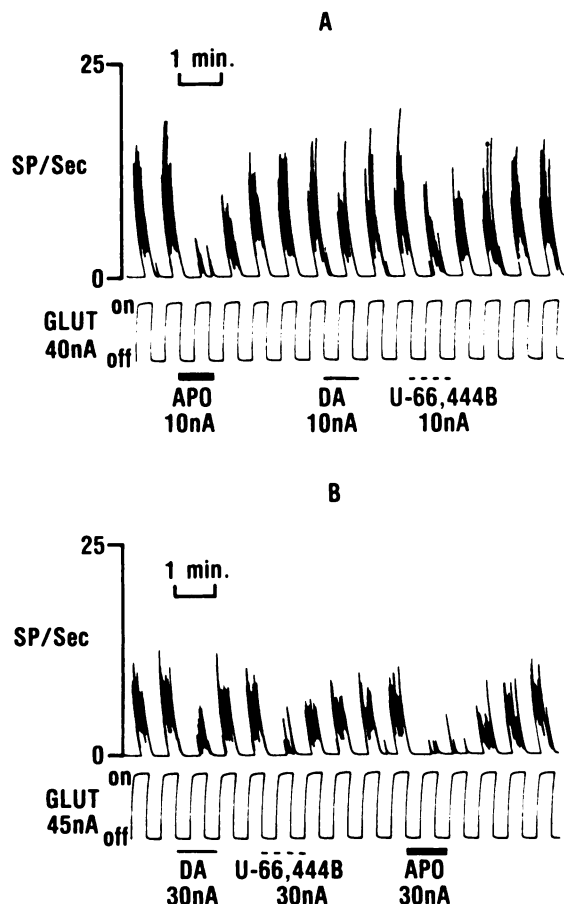 A
25
1 min.
SP/Sec
0
on
GLUT
40nA
off
APO
10nA
DA
10nA
U-66,444B
10nA
B
25
1 min.
SP/Sec
0
on
GLUT
45nA
off
DA
30nA
U-66,444B
30nA
APO
30nA